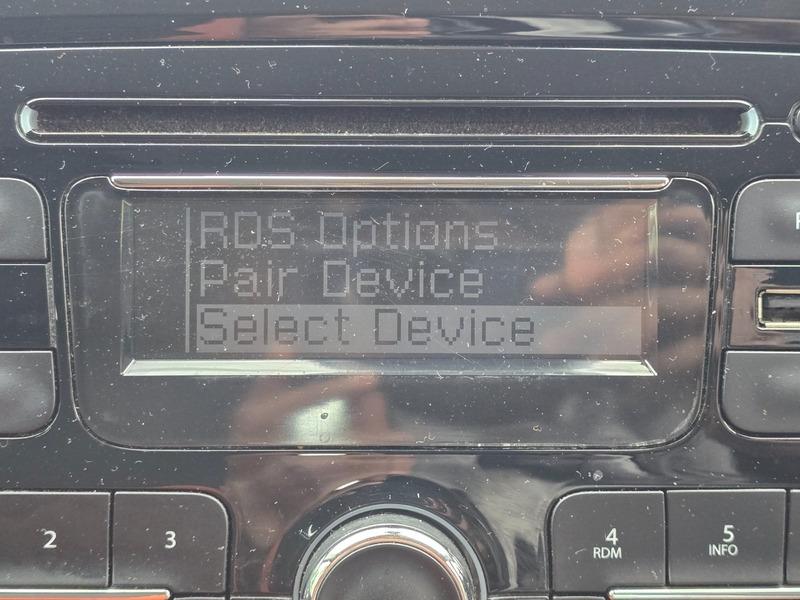 RDS Options
Pair Device
Select Device
2
3
4
RDM
5
INFO